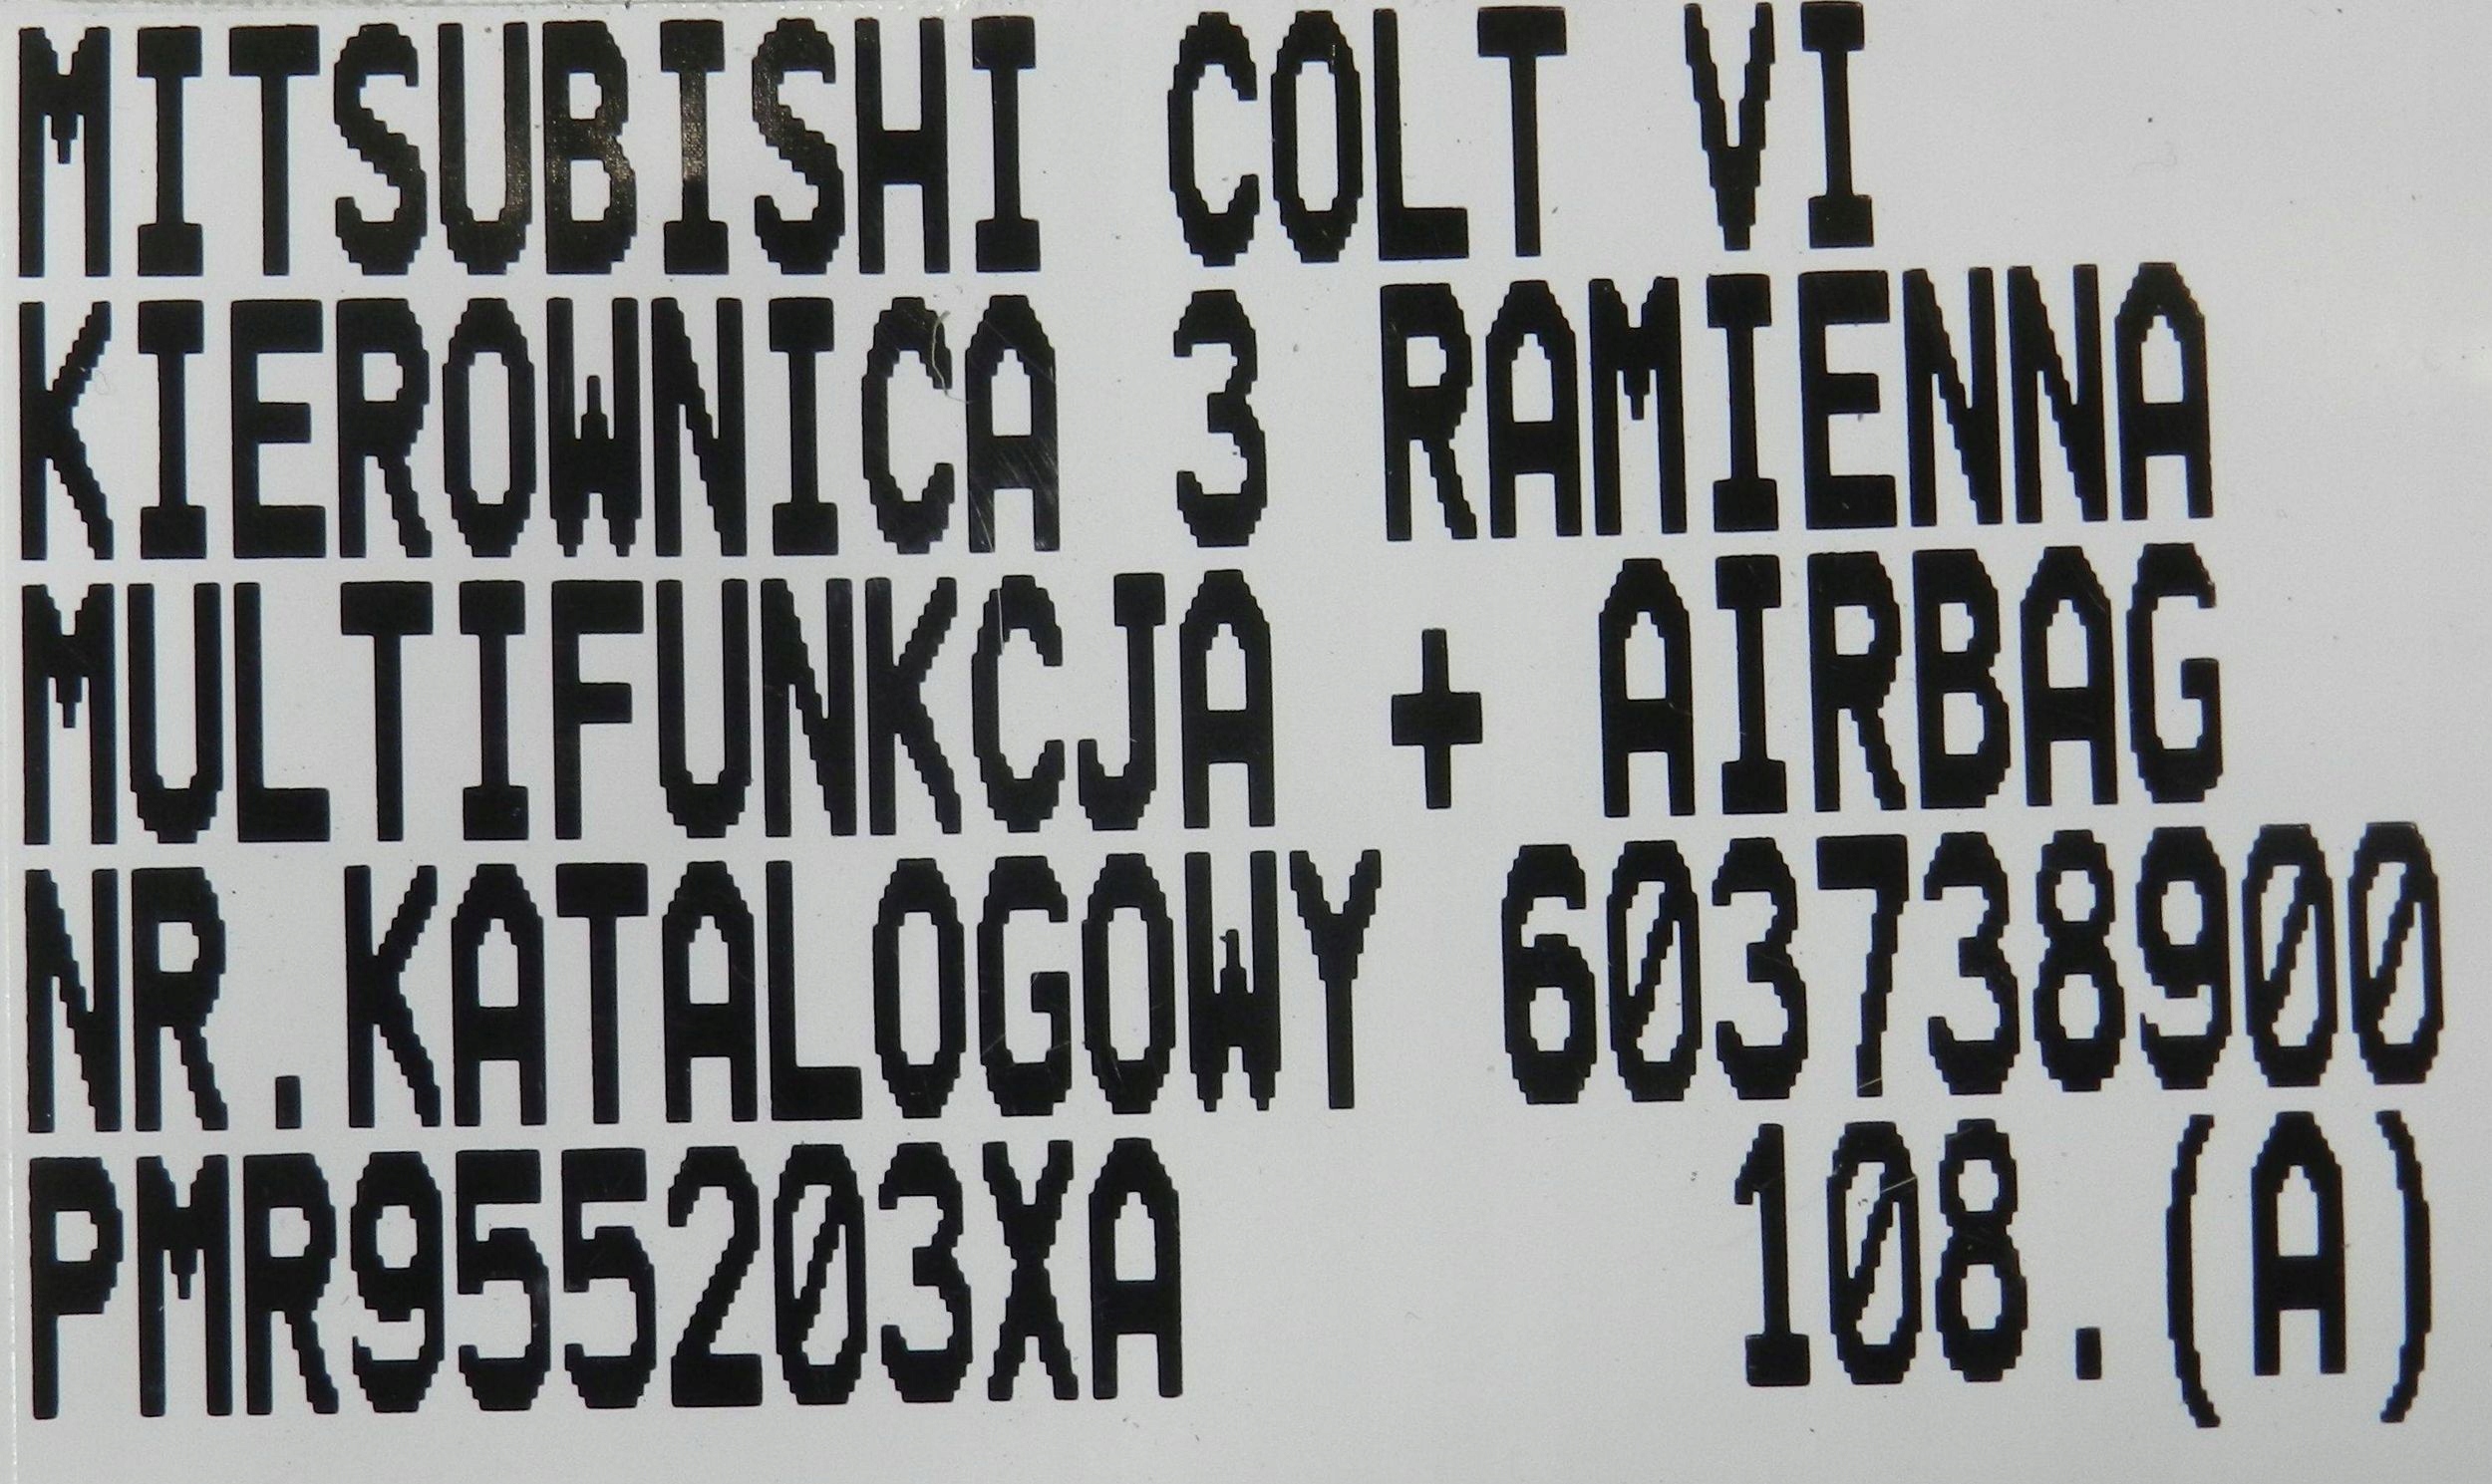 MITSUBISHI COLT VI
KIEROWNICA 3 RAMIENNA
MULTIFUNKCJA + AIRBAG
NR.KATALOGOWY 603738900
PMR955203XA 108.(A)